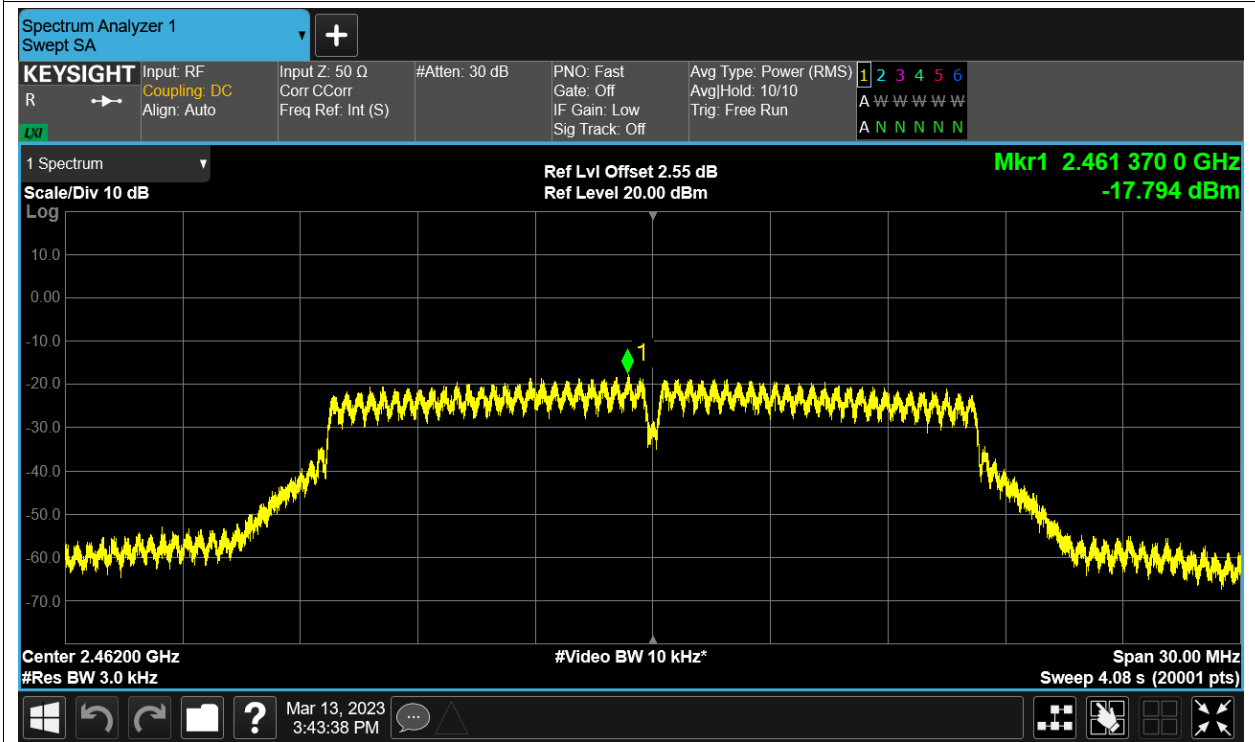 Spectrum Analyzer 1
Swept SA
KEYSIGHT
R
LXI
Input: RF
Coupling: DC
Align: Auto
Input Z: 50 Ω
Corr CCorr
Freq Ref: Int (S)
#Atten: 30 dB
PNO: Fast
Gate: Off
IF Gain: Low
Sig Track: Off
Avg Type: Power (RMS)
Avg|Hold: 10/10
Trig: Free Run
1 2 3 4 5 6
A W W W W W
A N N N N N
1 Spectrum
Scale/Div 10 dB
Log
Ref Lvl Offset 2.55 dB
Ref Level 20.00 dBm
Mkr1 2.461 370 0 GHz
-17.794 dBm
10.0
0.00
-10.0
1
-20.0
-30.0
-40.0
-50.0
-60.0
-70.0
Center 2.46200 GHz
#Res BW 3.0 kHz
#Video BW 10 kHz*
Span 30.00 MHz
Sweep 4.08 s (20001 pts)
?
Mar 13, 2023
3:43:38 PM